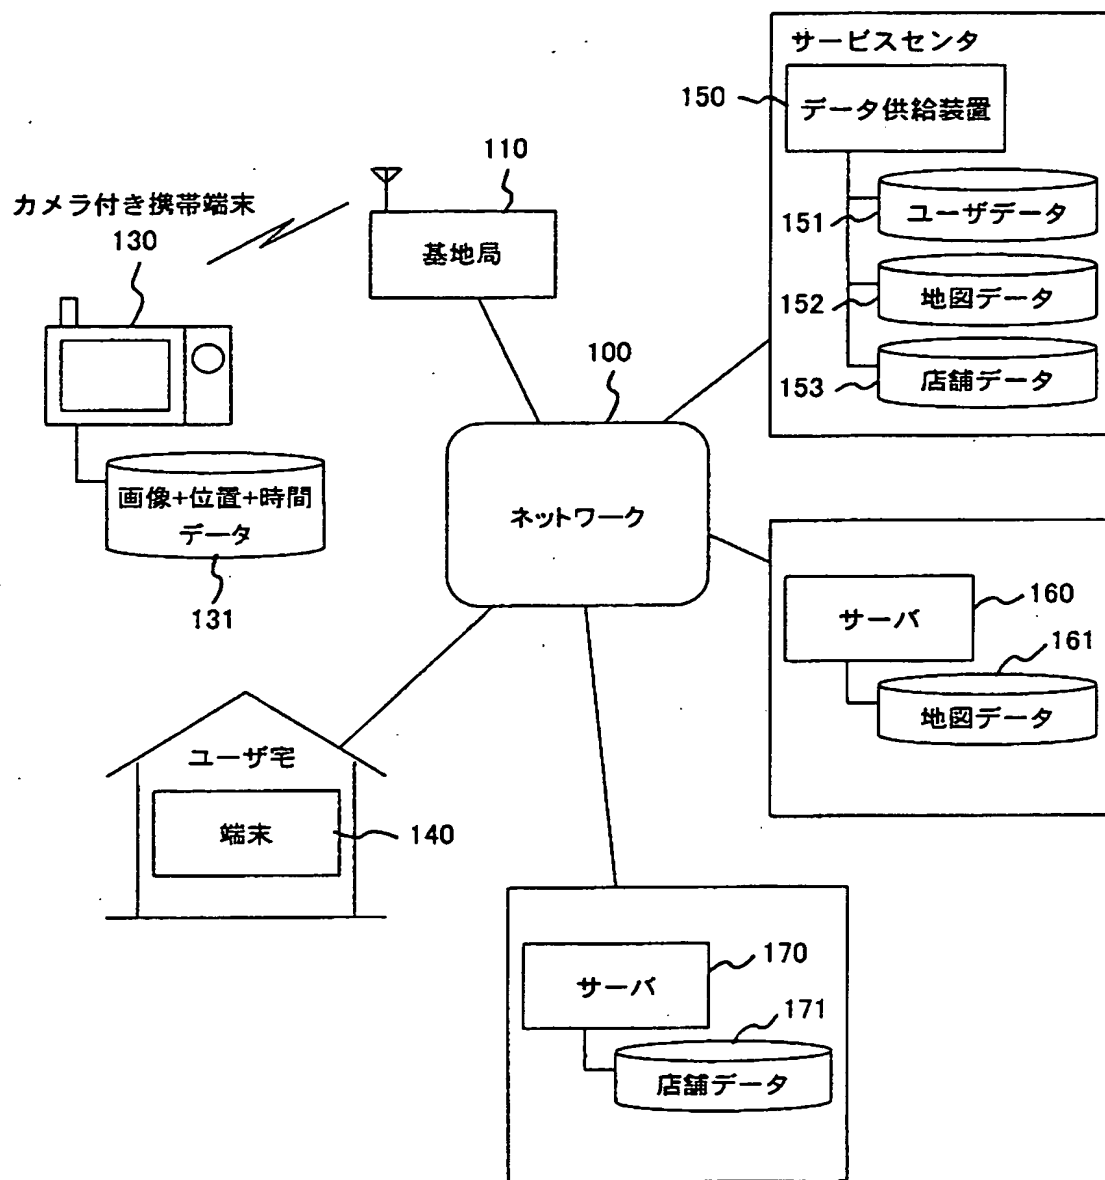 サービスセンタ
150
データ供給装置
110
カメラ付き携帯端末
151
ユーザデータ
130
基地局
152
地図データ
100
153
店舗データ
画像+位置+時間
データ
ネットワーク
131
160
サーバ
161
地図データ
ユーザ宅
端末
140
170
サーバ
171
店舗データ